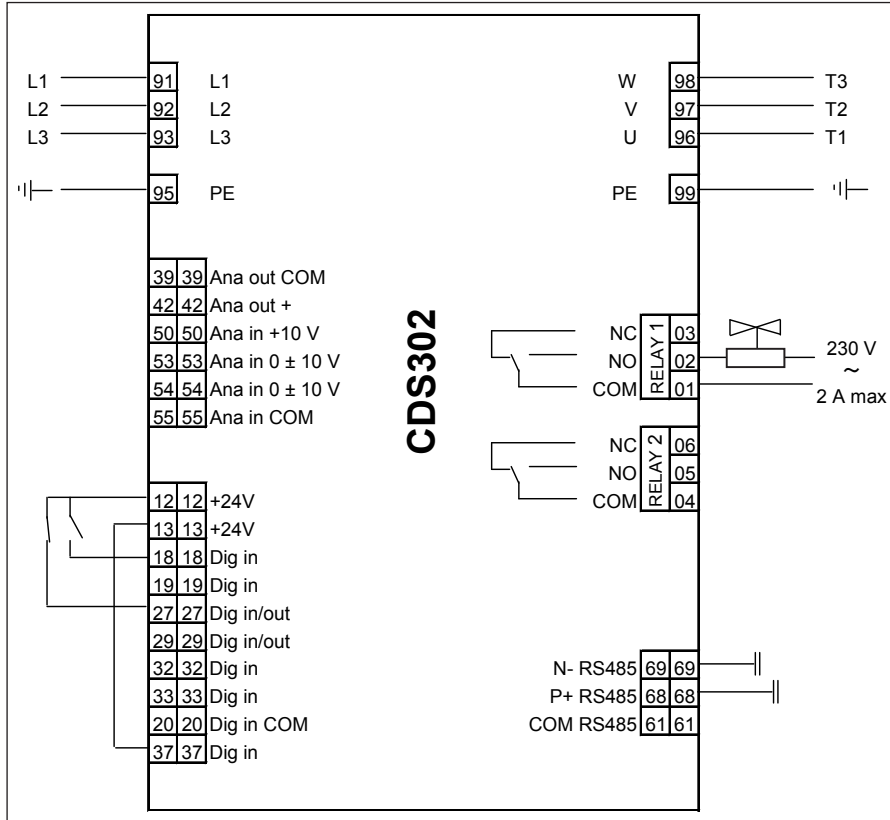 L1 91 L1
L2 92 L2
L3 93 L3
95 PE
W 98 T3
V 97 T2
U 96 T1
PE 99
39 39 Ana out COM
42 42 Ana out +
50 50 Ana in +10 V
53 53 Ana in 0 ± 10 V
54 54 Ana in 0 ± 10 V
55 55 Ana in COM
CDS302
NC 03
NO 02
COM 01
RELAY 1
230 V
~
2 A max
NC 06
NO 05
COM 04
RELAY 2
12 12 +24V
13 13 +24V
18 18 Dig in
19 19 Dig in
27 27 Dig in/out
29 29 Dig in/out
32 32 Dig in
33 33 Dig in
20 20 Dig in COM
37 37 Dig in
N- RS485 69 69
P+ RS485 68 68
COM RS485 61 61